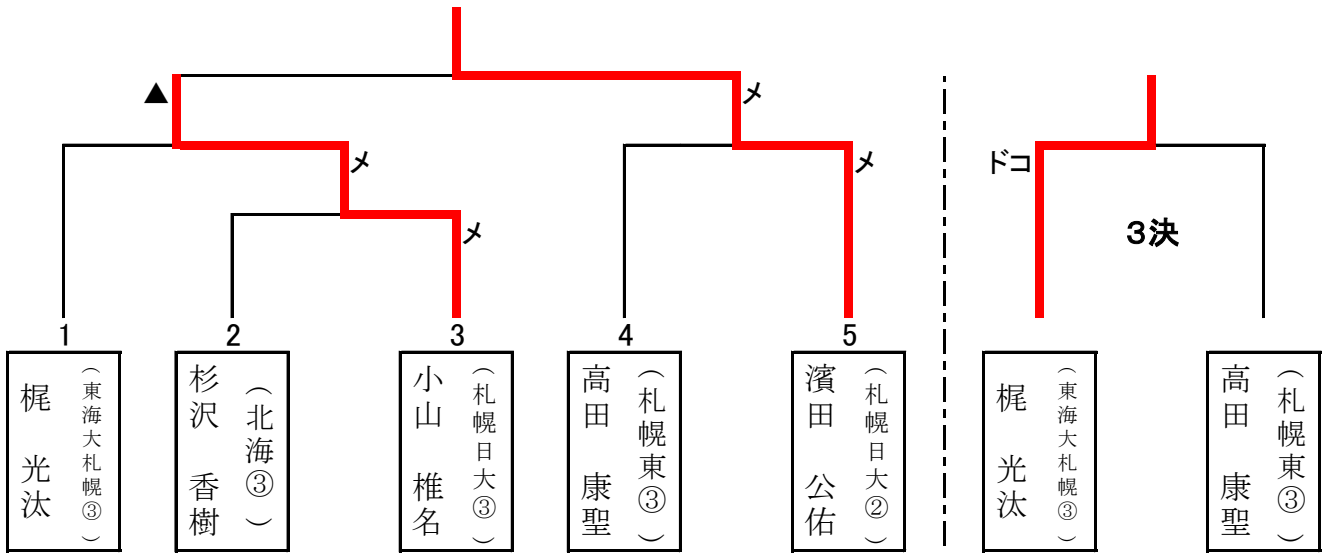 ▲
メ
メ
メ
メ
ドコ
3決
1
2
3
4
5
梶 光汰
（東海大札幌③）
杉沢 香樹
（北海③）
小山 椎名
（札幌日大③）
高田 康聖
（札幌東③）
濱田 公佑
（札幌日大②）
梶 光汰
（東海大札幌③）
高田 康聖
（札幌東③）